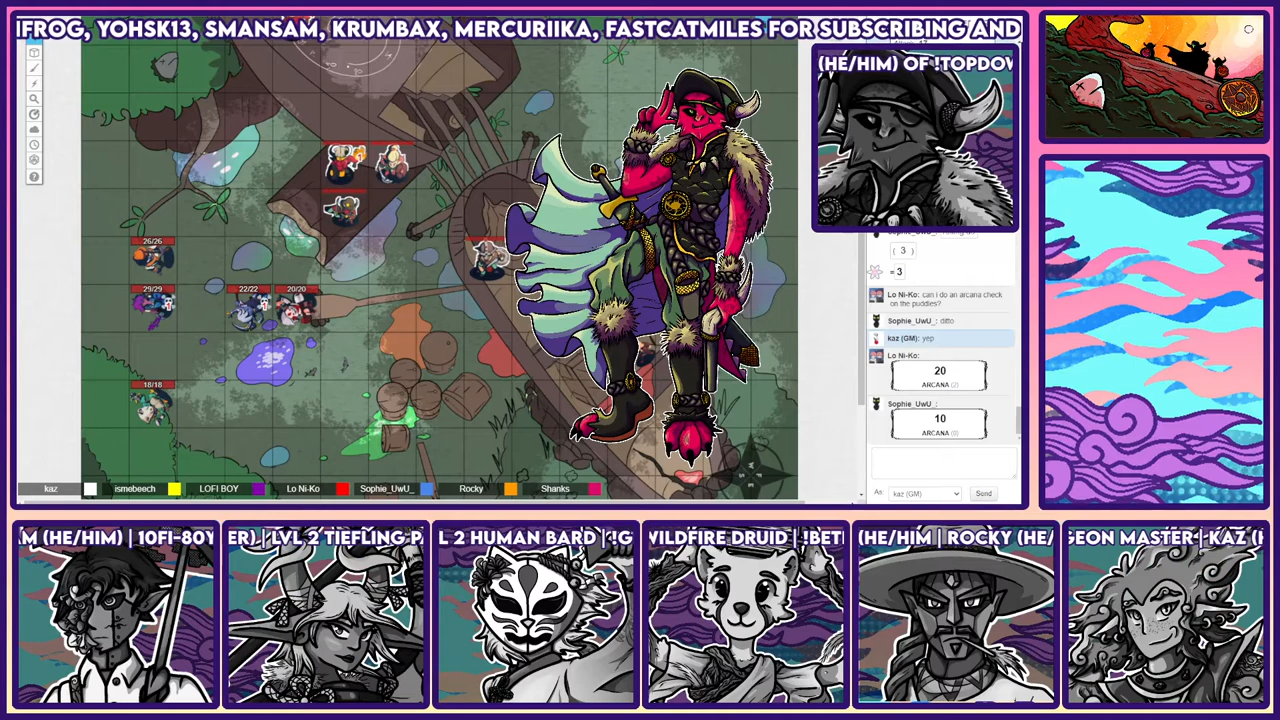 IFROG, YOHSK13, SMANSAM, KRUMBAX, MERCURIIKA, FASTCATMILES FOR SUBSCRIBING AND
(HE/HIM) OF !TOPDOW
26/26
29/29
22/22
20/20
18/18
( 3 )
= 3
Lo Ni-Ko: can i do an arcana check
on the puddles?
Sophie_UwU_: ditto
kaz (GM): yep
Lo Ni-Ko:
20
ARCANA (2)
Sophie_UwU_:
10
ARCANA (0)
As: kaz (GM) Send
kaz ismebeech LOFI BOY Lo Ni-Ko Sophie_UwU_ Rocky Shanks
M (HE/HIM) | 10FI-80Y
ER) | LVL 2 TIEFLING P
L 2 HUMAN BARD | !G
WILDFIRE DRUID | !BET
(HE/HIM | ROCKY (HE/
GEON MASTER | KAZ (H